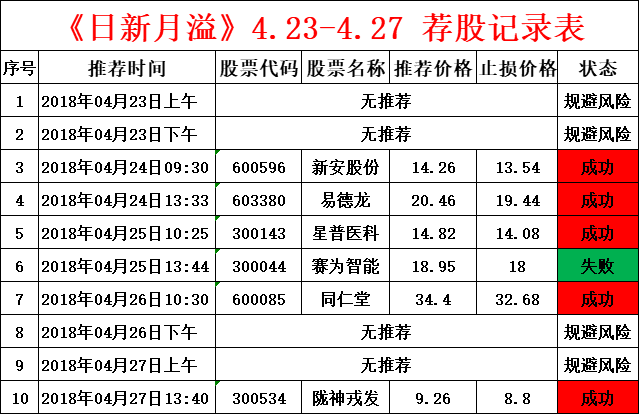 《日新月溢》4.23-4.27 荐股记录表
序号 推荐时间 股票代码 股票名称 推荐价格 止损价格 状态
1 2018年04月23日上午 无推荐 规避风险
2 2018年04月23日下午 无推荐 规避风险
3 2018年04月24日09:30 600596 新安股份 14.26 13.54 成功
4 2018年04月24日13:33 603380 易德龙 20.46 19.44 成功
5 2018年04月25日10:25 300143 星普医科 14.82 14.08 成功
6 2018年04月25日13:44 300044 赛为智能 18.95 18 失败
7 2018年04月26日10:30 600085 同仁堂 34.4 32.68 成功
8 2018年04月26日下午 无推荐 规避风险
9 2018年04月27日上午 无推荐 规避风险
10 2018年04月27日13:40 300534 陇神戎发 9.26 8.8 成功